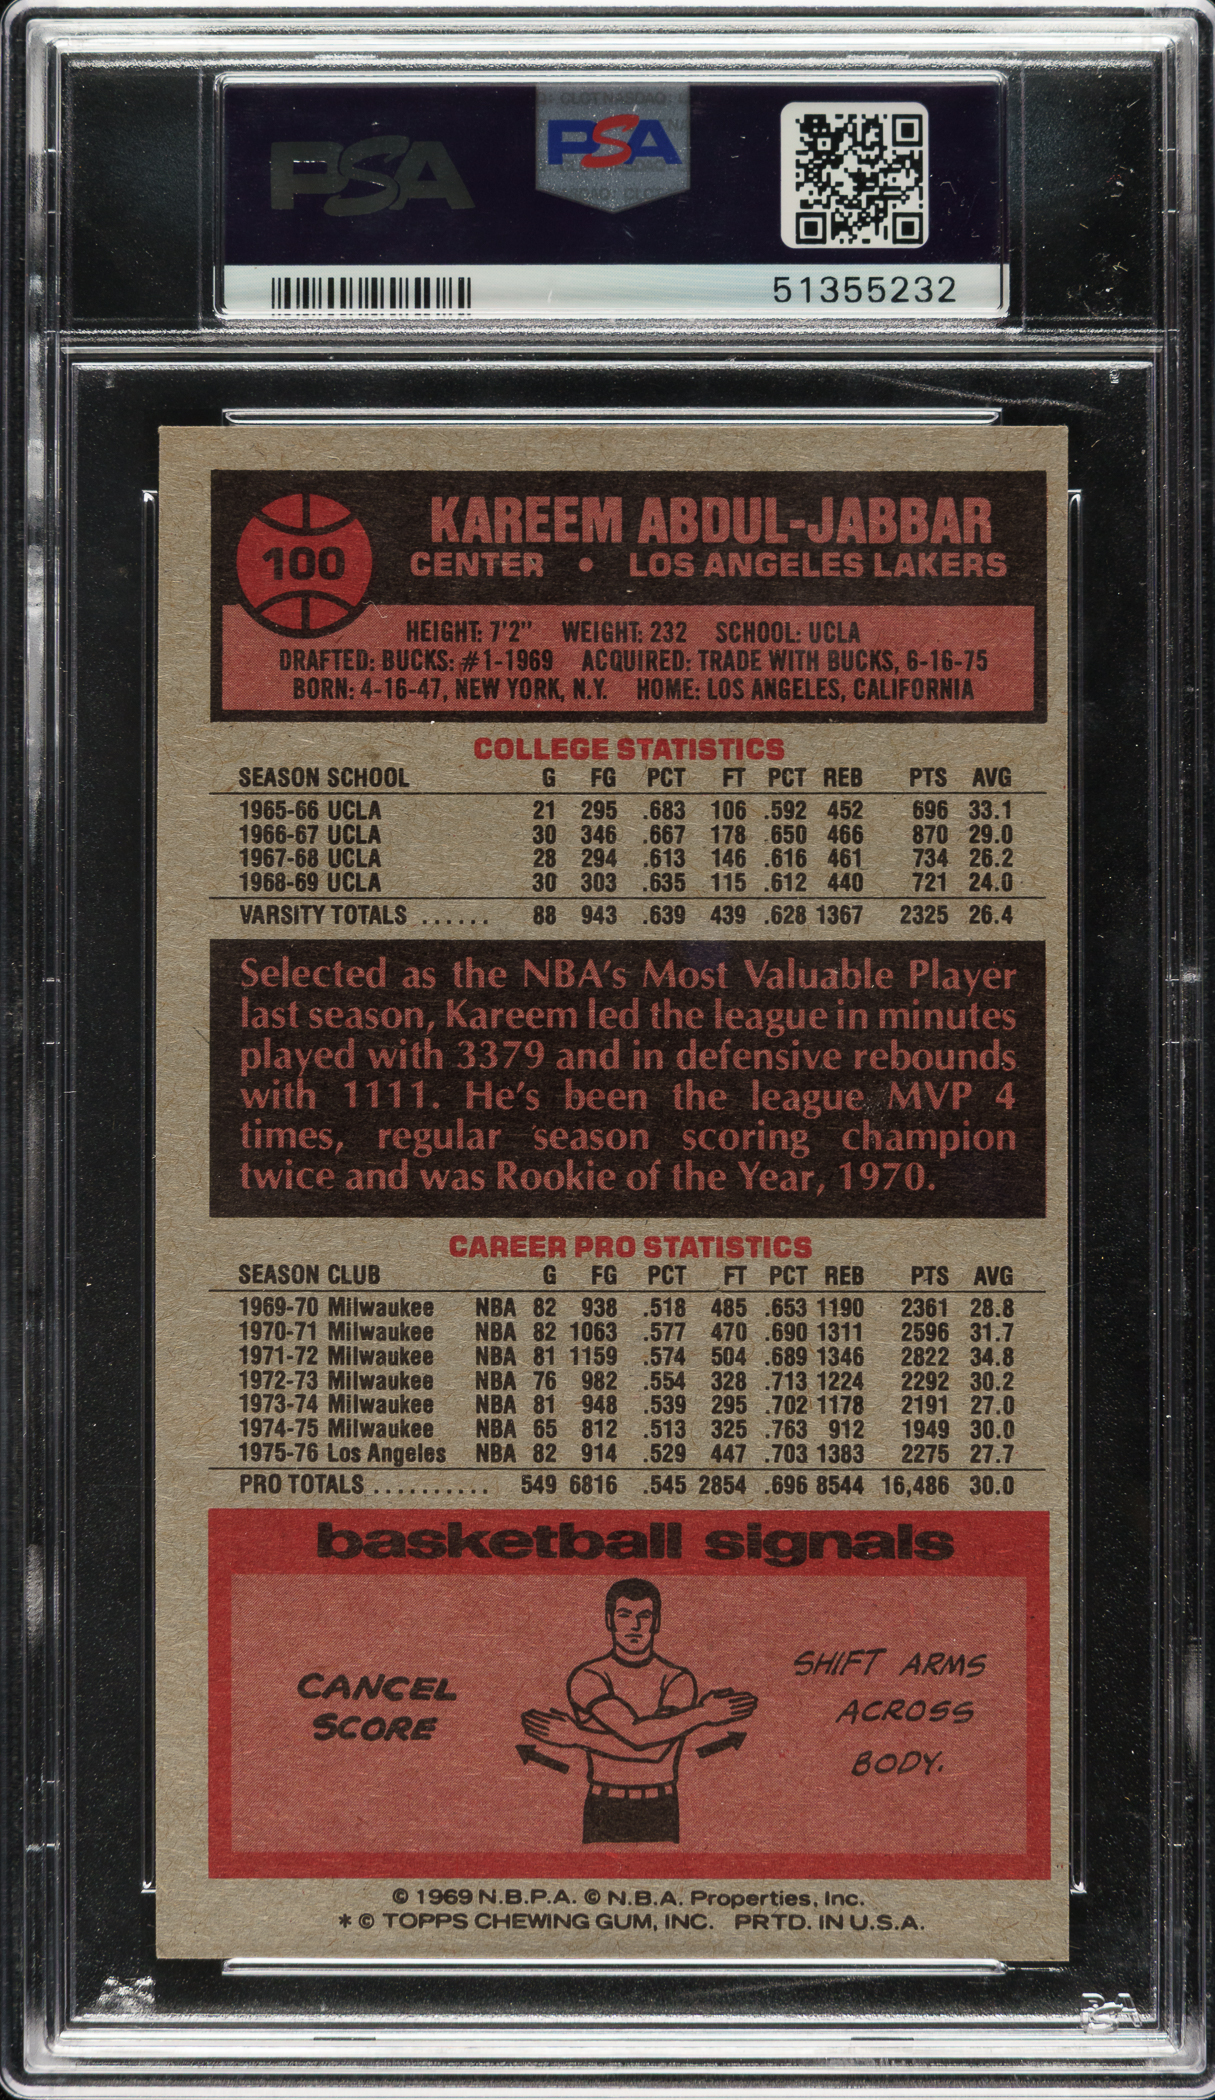 PSA
PSA
51355232
100
KAREEM ABDUL-JABBAR
CENTER • LOS ANGELES LAKERS
HEIGHT: 7'2" WEIGHT: 232 SCHOOL: UCLA
DRAFTED: BUCKS: #1-1969 ACQUIRED: TRADE WITH BUCKS, 6-16-75
BORN: 4-16-47, NEW YORK, N.Y. HOME: LOS ANGELES, CALIFORNIA
COLLEGE STATISTICS
SEASON SCHOOL G FG PCT FT PCT REB PTS AVG
1965-66 UCLA 21 295 .683 106 .592 452 696 33.1
1966-67 UCLA 30 346 .667 178 .650 466 870 29.0
1967-68 UCLA 28 294 .613 146 .616 461 734 26.2
1968-69 UCLA 30 303 .635 115 .612 440 721 24.0
VARSITY TOTALS ...... 88 943 .639 439 .628 1367 2325 26.4
Selected as the NBA's Most Valuable Player
last season, Kareem led the league in minutes
played with 3379 and in defensive rebounds
with 1111. He's been the league MVP 4
times, regular season scoring champion
twice and was Rookie of the Year, 1970.
CAREER PRO STATISTICS
SEASON CLUB G FG PCT FT PCT REB PTS AVG
1969-70 Milwaukee NBA 82 938 .518 485 .653 1190 2361 28.8
1970-71 Milwaukee NBA 82 1063 .577 470 .690 1311 2596 31.7
1971-72 Milwaukee NBA 81 1159 .574 504 .689 1346 2822 34.8
1972-73 Milwaukee NBA 76 982 .554 328 .713 1224 2292 30.2
1973-74 Milwaukee NBA 81 948 .539 295 .702 1178 2191 27.0
1974-75 Milwaukee NBA 65 812 .513 325 .763 912 1949 30.0
1975-76 Los Angeles NBA 82 914 .529 447 .703 1383 2275 27.7
PRO TOTALS .......... 549 6816 .545 2854 .696 8544 16,486 30.0
basketball signals
CANCEL
SCORE
SHIFT ARMS
ACROSS
BODY.
© 1969 N.B.P.A. © N.B.A. Properties, Inc.
* © TOPPS CHEWING GUM, INC. PRTD. IN U.S.A.